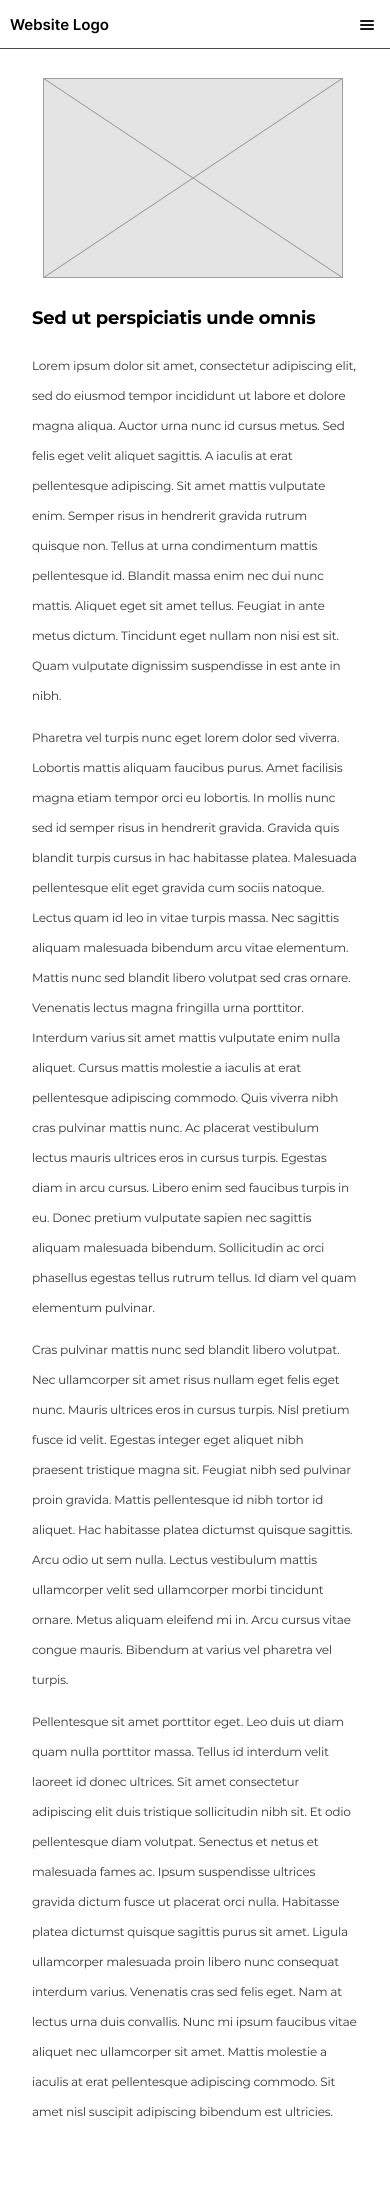 Website Logo
Sed ut perspiciatis unde omnis
Lorem ipsum dolor sit amet, consectetur adipiscing elit,
sed do eiusmod tempor incididunt ut labore et dolore
magna aliqua. Auctor urna nunc id cursus metus. Sed
felis eget velit aliquet sagittis. A iaculis at erat
pellentesque adipiscing. Sit amet mattis vulputate
enim. Semper risus in hendrerit gravida rutrum
quisque non. Tellus at urna condimentum mattis
pellentesque id. Blandit massa enim nec dui nunc
mattis. Aliquet eget sit amet tellus. Feugiat in ante
metus dictum. Tincidunt eget nullam non nisi est sit.
Quam vulputate dignissim suspendisse in est ante in
nibh.
Pharetra vel turpis nunc eget lorem dolor sed viverra.
Lobortis mattis aliquam faucibus purus. Amet facilisis
magna etiam tempor orci eu lobortis. In mollis nunc
sed id semper risus in hendrerit gravida. Gravida quis
blandit turpis cursus in hac habitasse platea. Malesuada
pellentesque elit eget gravida cum sociis natoque.
Lectus quam id leo in vitae turpis massa. Nec sagittis
aliquam malesuada bibendum arcu vitae elementum.
Mattis nunc sed blandit libero volutpat sed cras ornare.
Venenatis lectus magna fringilla urna porttitor.
Interdum varius sit amet mattis vulputate enim nulla
aliquet. Cursus mattis molestie a iaculis at erat
pellentesque adipiscing commodo. Quis viverra nibh
cras pulvinar mattis nunc. Ac placerat vestibulum
lectus mauris ultrices eros in cursus turpis. Egestas
diam in arcu cursus. Libero enim sed faucibus turpis in
eu. Donec pretium vulputate sapien nec sagittis
aliquam malesuada bibendum. Sollicitudin ac orci
phasellus egestas tellus rutrum tellus. Id diam vel quam
elementum pulvinar.
Cras pulvinar mattis nunc sed blandit libero volutpat.
Nec ullamcorper sit amet risus nullam eget felis eget
nunc. Mauris ultrices eros in cursus turpis. Nisl pretium
fusce id velit. Egestas integer eget aliquet nibh
praesent tristique magna sit. Feugiat nibh sed pulvinar
proin gravida. Mattis pellentesque id nibh tortor id
aliquet. Hac habitasse platea dictumst quisque sagittis.
Arcu odio ut sem nulla. Lectus vestibulum mattis
ullamcorper velit sed ullamcorper morbi tincidunt
ornare. Metus aliquam eleifend mi in. Arcu cursus vitae
congue mauris. Bibendum at varius vel pharetra vel
turpis.
Pellentesque sit amet porttitor eget. Leo duis ut diam
quam nulla porttitor massa. Tellus id interdum velit
laoreet id donec ultrices. Sit amet consectetur
adipiscing elit duis tristique sollicitudin nibh sit. Et odio
pellentesque diam volutpat. Senectus et netus et
malesuada fames ac. Ipsum suspendisse ultrices
gravida dictum fusce ut placerat orci nulla. Habitasse
platea dictumst quisque sagittis purus sit amet. Ligula
ullamcorper malesuada proin libero nunc consequat
interdum varius. Venenatis cras sed felis eget. Nam at
lectus urna duis convallis. Nunc mi ipsum faucibus vitae
aliquet nec ullamcorper sit amet. Mattis molestie a
iaculis at erat pellentesque adipiscing commodo. Sit
amet nisl suscipit adipiscing bibendum est ultricies.